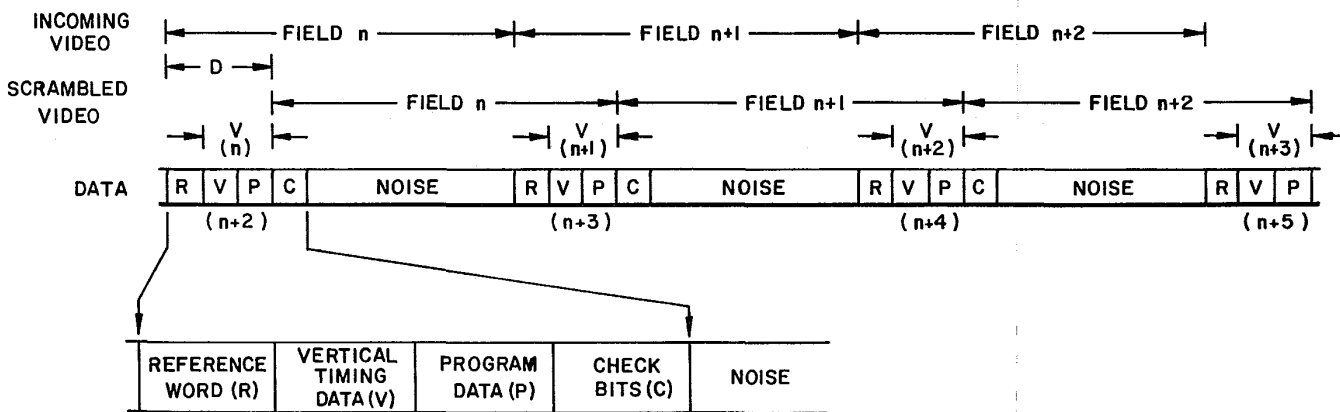 INCOMING VIDEO
FIELD n
FIELD n+1
FIELD n+2
D
SCRAMBLED VIDEO
FIELD n
FIELD n+1
FIELD n+2
V (n)
V (n+1)
V (n+2)
V (n+3)
DATA R V P C NOISE R V P C NOISE R V P C NOISE R V P
(n+2) (n+3) (n+4) (n+5)
REFERENCE WORD (R)
VERTICAL TIMING DATA (V)
PROGRAM DATA (P)
CHECK BITS (C)
NOISE